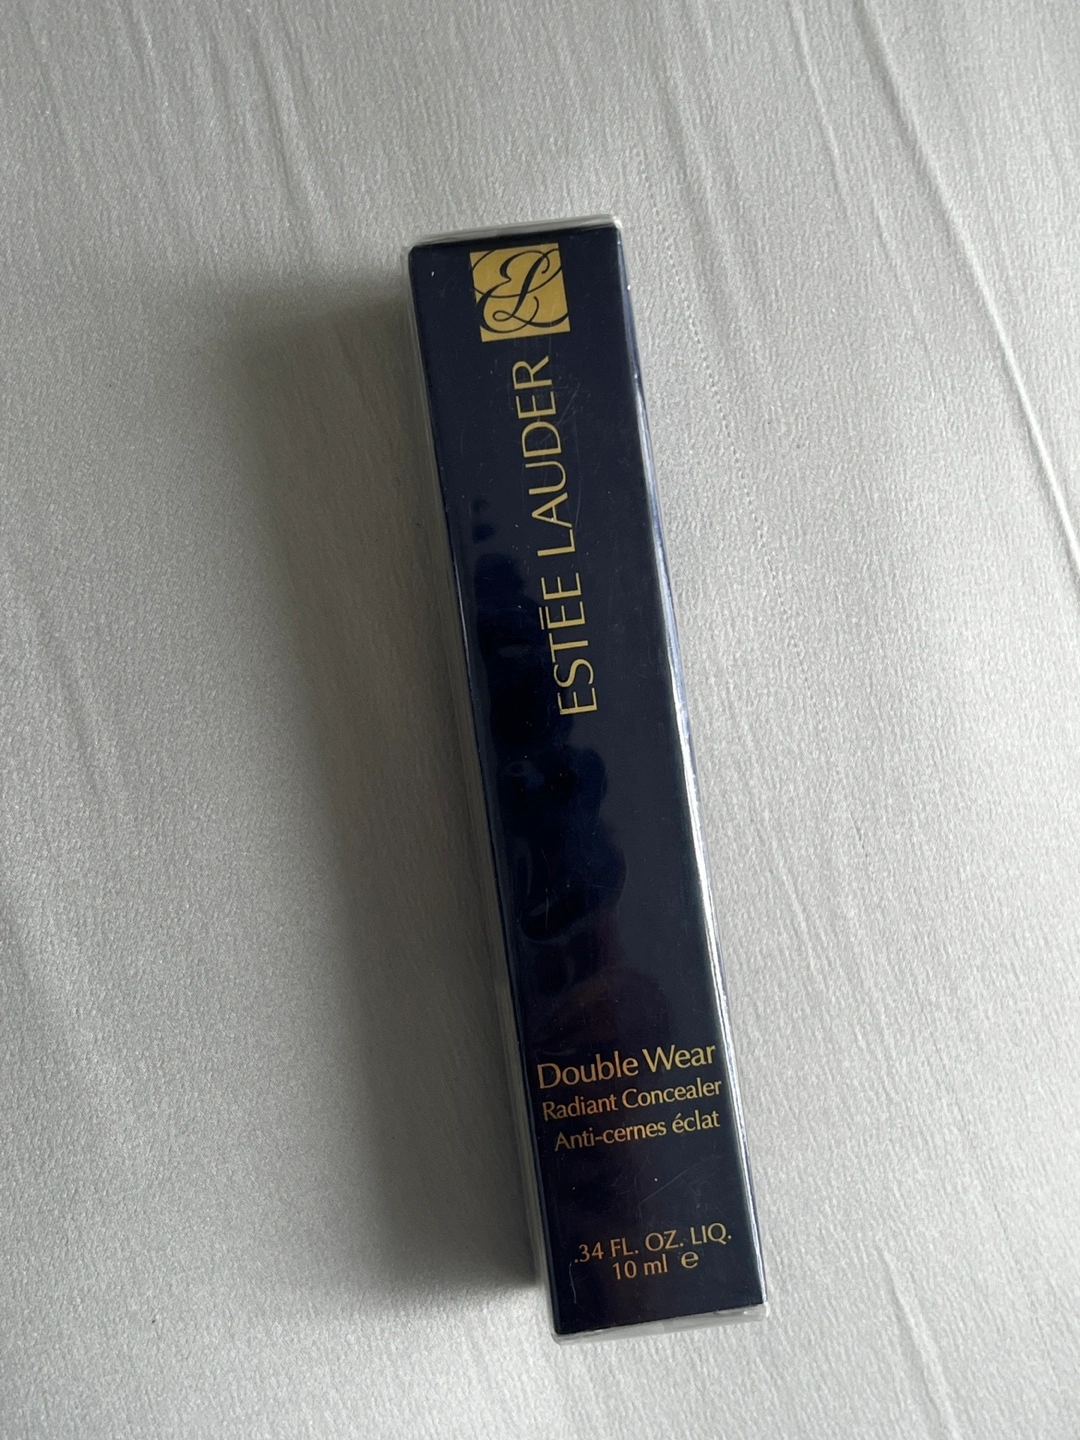 EL
ESTĒE LAUDER
Double Wear
Radiant Concealer
Anti-cernes éclat
.34 FL. OZ. LIQ.
10 ml ℮